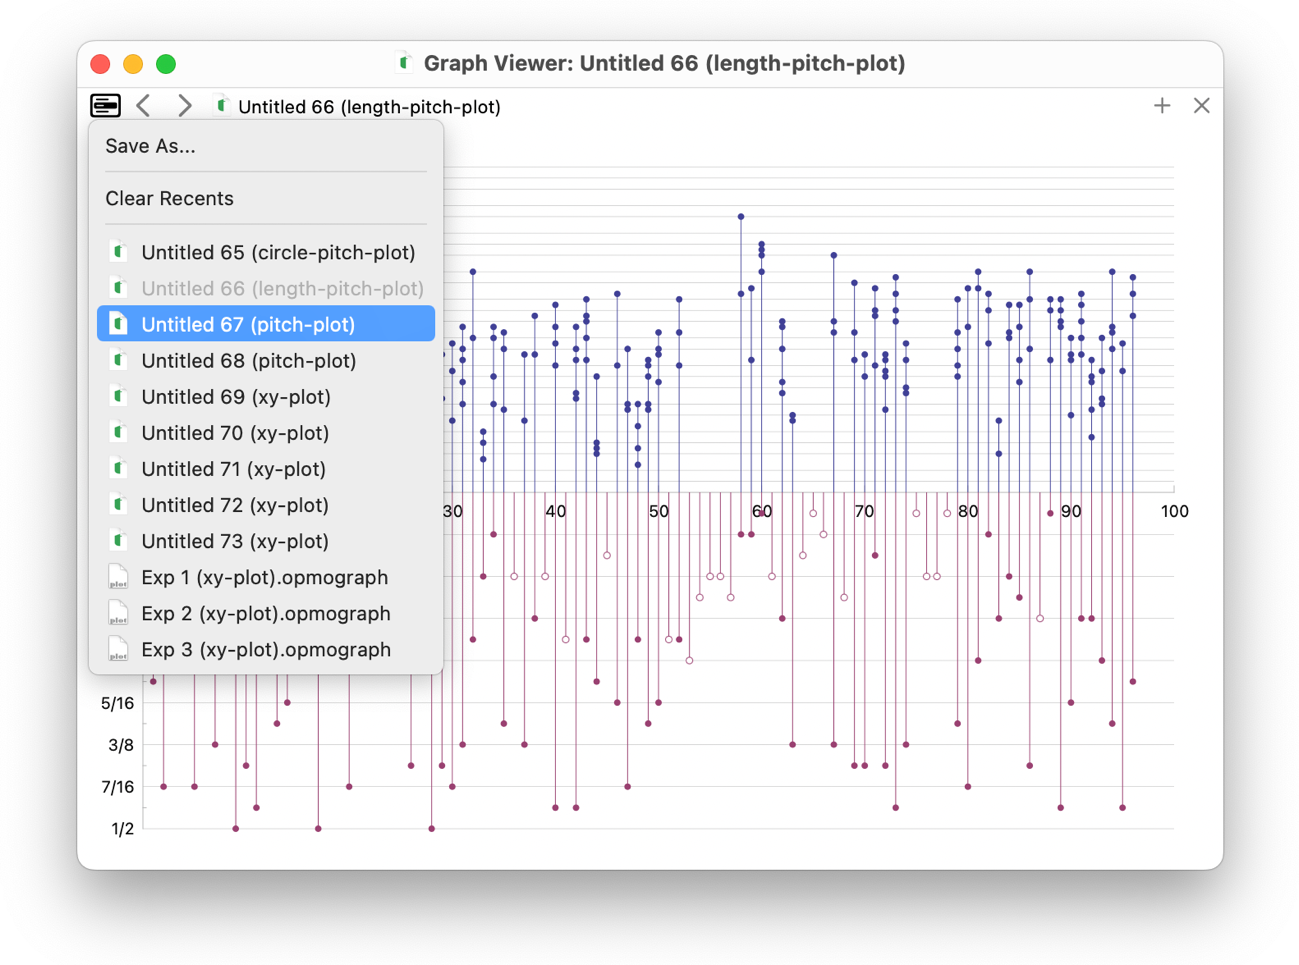 Graph Viewer: Untitled 66 (length-pitch-plot)
Untitled 66 (length-pitch-plot)
Save As...
Clear Recents
Untitled 65 (circle-pitch-plot)
Untitled 66 (length-pitch-plot)
Untitled 67 (pitch-plot)
Untitled 68 (pitch-plot)
Untitled 69 (xy-plot)
Untitled 70 (xy-plot)
Untitled 71 (xy-plot)
Untitled 72 (xy-plot)
Untitled 73 (xy-plot)
plot Exp 1 (xy-plot).opmograph
plot Exp 2 (xy-plot).opmograph
plot Exp 3 (xy-plot).opmograph
30 40 50 60 70 80 90 100
5/16
3/8
7/16
1/2